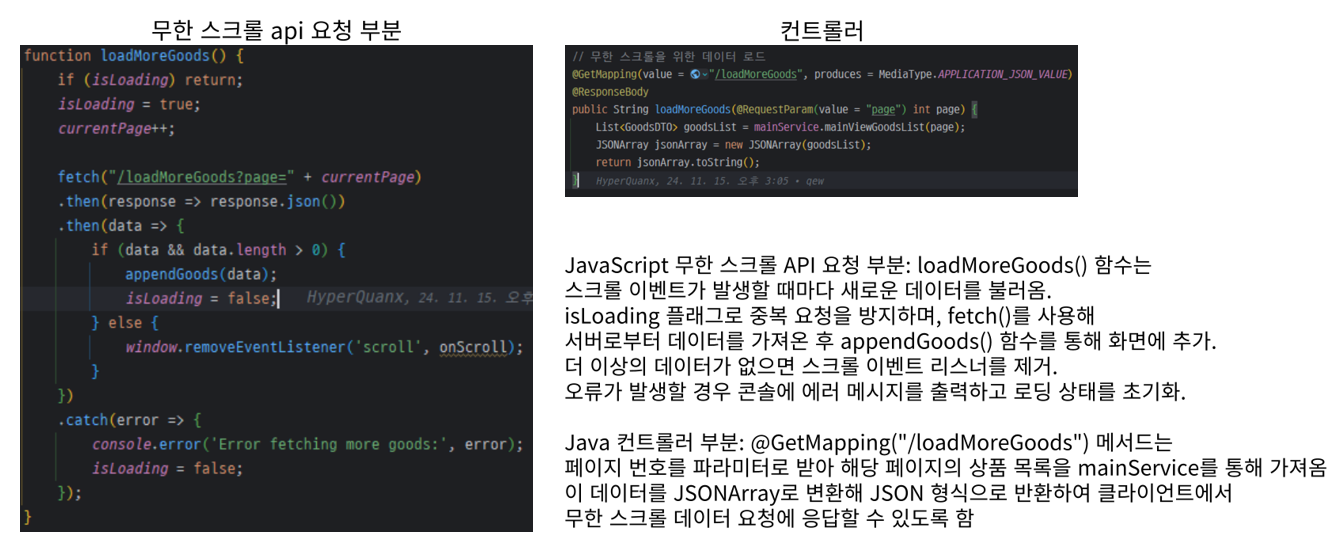 무한 스크롤 api 요청 부분
function loadMoreGoods() {
if (isLoading) return;
isLoading = true;
currentPage++;
fetch("/loadMoreGoods?page=" + currentPage)
.then(response => response.json())
.then(data => {
if (data && data.length > 0) {
appendGoods(data);
isLoading = false; HyperQuanx, 24. 11. 15. 오후
} else {
window.removeEventListener('scroll', onScroll);
}
})
.catch(error => {
console.error('Error fetching more goods:', error);
isLoading = false;
});
}
컨트롤러
// 무한 스크롤을 위한 데이터 로드
@GetMapping(value = "/loadMoreGoods", produces = MediaType.APPLICATION_JSON_VALUE)
@ResponseBody
public String loadMoreGoods(@RequestParam(value = "page") int page) {
List<GoodsDTO> goodsList = mainService.mainViewGoodsList(page);
JSONArray jsonArray = new JSONArray(goodsList);
return jsonArray.toString();
} HyperQuanx, 24. 11. 15. 오후 3:05 • qew
JavaScript 무한 스크롤 API 요청 부분: loadMoreGoods() 함수는
스크롤 이벤트가 발생할 때마다 새로운 데이터를 불러옴.
isLoading 플래그로 중복 요청을 방지하며, fetch()를 사용해
서버로부터 데이터를 가져온 후 appendGoods() 함수를 통해 화면에 추가.
더 이상의 데이터가 없으면 스크롤 이벤트 리스너를 제거.
오류가 발생할 경우 콘솔에 에러 메시지를 출력하고 로딩 상태를 초기화.
Java 컨트롤러 부분: @GetMapping("/loadMoreGoods") 메서드는
페이지 번호를 파라미터로 받아 해당 페이지의 상품 목록을 mainService를 통해 가져옴
이 데이터를 JSONArray로 변환해 JSON 형식으로 반환하여 클라이언트에서
무한 스크롤 데이터 요청에 응답할 수 있도록 함